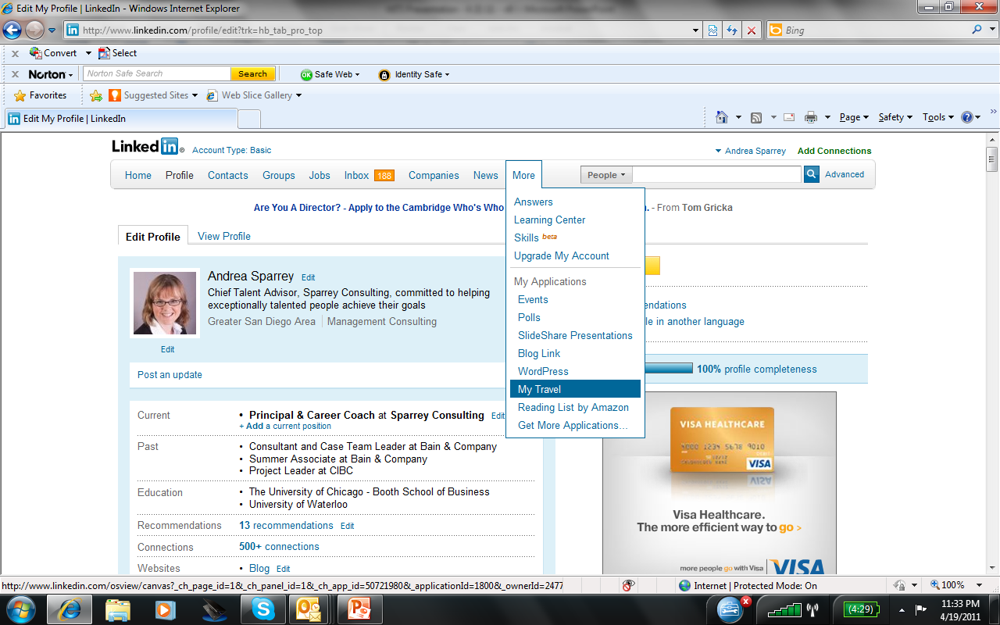 Edit My Profile | LinkedIn - Windows Internet Explorer
http://www.linkedin.com/profile/edit?trk=hb_tab_pro_top
Bing
x Convert Select
x Norton Norton Safe Search Search OK Safe Web Identity Safe
Favorites Suggested Sites Web Slice Gallery
Edit My Profile | LinkedIn
Page Safety Tools »
LinkedIn® Account Type: Basic
Andrea Sparrey Add Connections
Home Profile Contacts Groups Jobs Inbox 188 Companies News More People Advanced
Are You A Director? - Apply to the Cambridge Who's Who
- From Tom Gricka
Edit Profile View Profile
Answers
Learning Center
Skills beta
Upgrade My Account
My Applications
Events
Polls
SlideShare Presentations
Blog Link
WordPress
My Travel
Reading List by Amazon
Get More Applications...
Andrea Sparrey Edit
Chief Talent Advisor, Sparrey Consulting, committed to helping
exceptionally talented people achieve their goals
Greater San Diego Area | Management Consulting
Edit
Post an update
endations
le in another language
100% profile completeness
Current • Principal & Career Coach at Sparrey Consulting Edit
+ Add a current position
Past • Consultant and Case Team Leader at Bain & Company
• Summer Associate at Bain & Company
• Project Leader at CIBC
Education • The University of Chicago - Booth School of Business
• University of Waterloo
Recommendations 13 recommendations Edit
Connections 500+ connections
Websites • Blog Edit
VISA HEALTHCARE
4000 1234 5678 9010
VISA
Visa Healthcare.
The more efficient way to go >
more people go with Visa VISA
http://www.linkedin.com/osview/canvas?_ch_page_id=1&_ch_panel_id=1&_ch_app_id=50721980&_applicationId=1800&_ownerId=2477
Internet | Protected Mode: On
100%
(4:29)
11:33 PM
4/19/2011